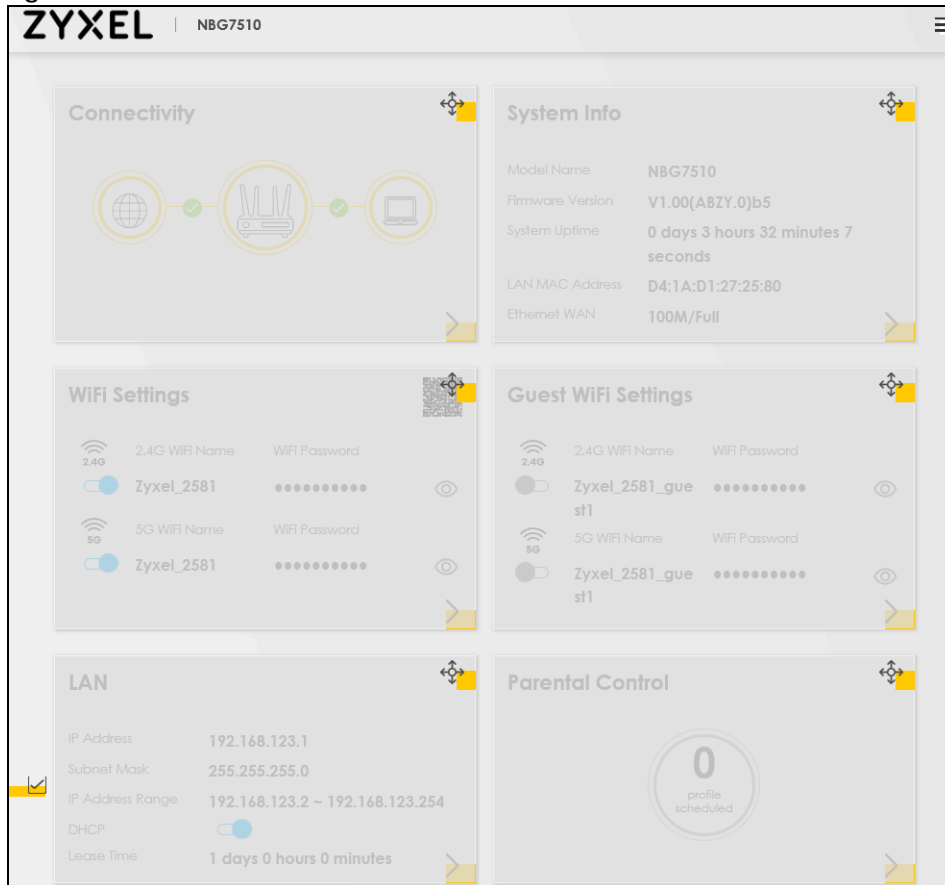 ZYXEL | NBG7510
Connectivity
System Info
Model Name NBG7510
Firmware Version V1.00(ABZY.0)b5
System Uptime 0 days 3 hours 32 minutes 7
seconds
LAN MAC Address D4:1A:D1:27:25:80
Ethernet WAN 100M/Full
WiFi Settings
2.4G 2.4G WiFi Name WiFi Password
Zyxel_2581 ●●●●●●●●●●
5G 5G WiFi Name WiFi Password
Zyxel_2581 ●●●●●●●●●●
Guest WiFi Settings
2.4G 2.4G WiFi Name WiFi Password
Zyxel_2581_gue ●●●●●●●●●●
st1
5G 5G WiFi Name WiFi Password
Zyxel_2581_gue ●●●●●●●●●●
st1
LAN
IP Address 192.168.123.1
Subnet Mask 255.255.255.0
IP Address Range 192.168.123.2 ~ 192.168.123.254
DHCP
Lease Time 1 days 0 hours 0 minutes
Parental Control
0
profile
scheduled